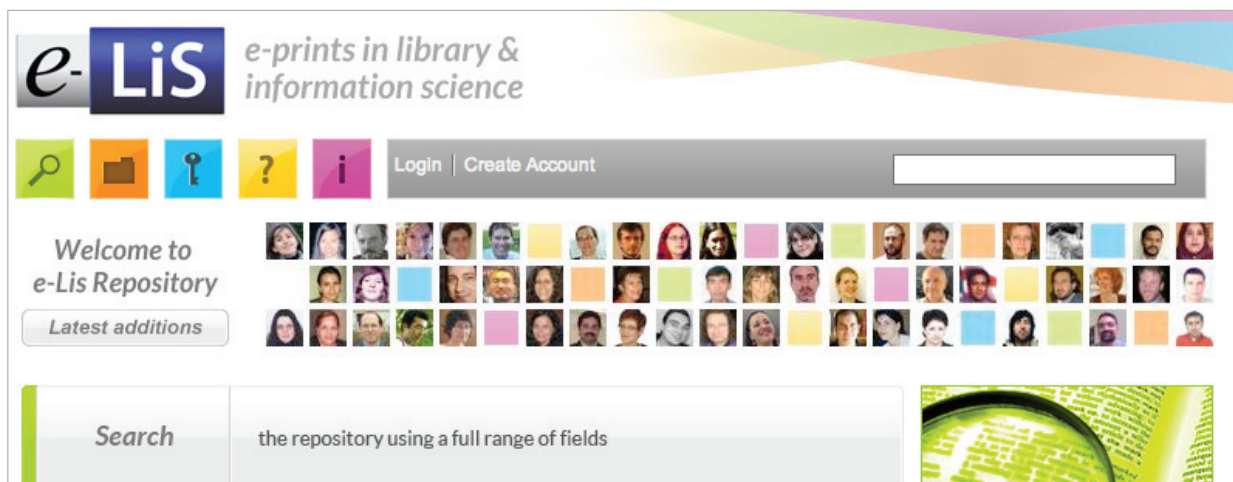 e-LiS
e-prints in library &
information science
? i
Login | Create Account
Welcome to
e-Lis Repository
Latest additions
Search
the repository using a full range of fields